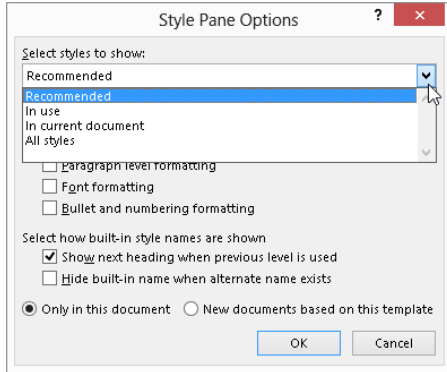 Style Pane Options
?
Select styles to show:
Recommended
Recommended
In use
In current document
All styles
Paragraph level formatting
Font formatting
Bullet and numbering formatting
Select how built-in style names are shown
Show next heading when previous level is used
Hide built-in name when alternate name exists
Only in this document New documents based on this template
OK Cancel